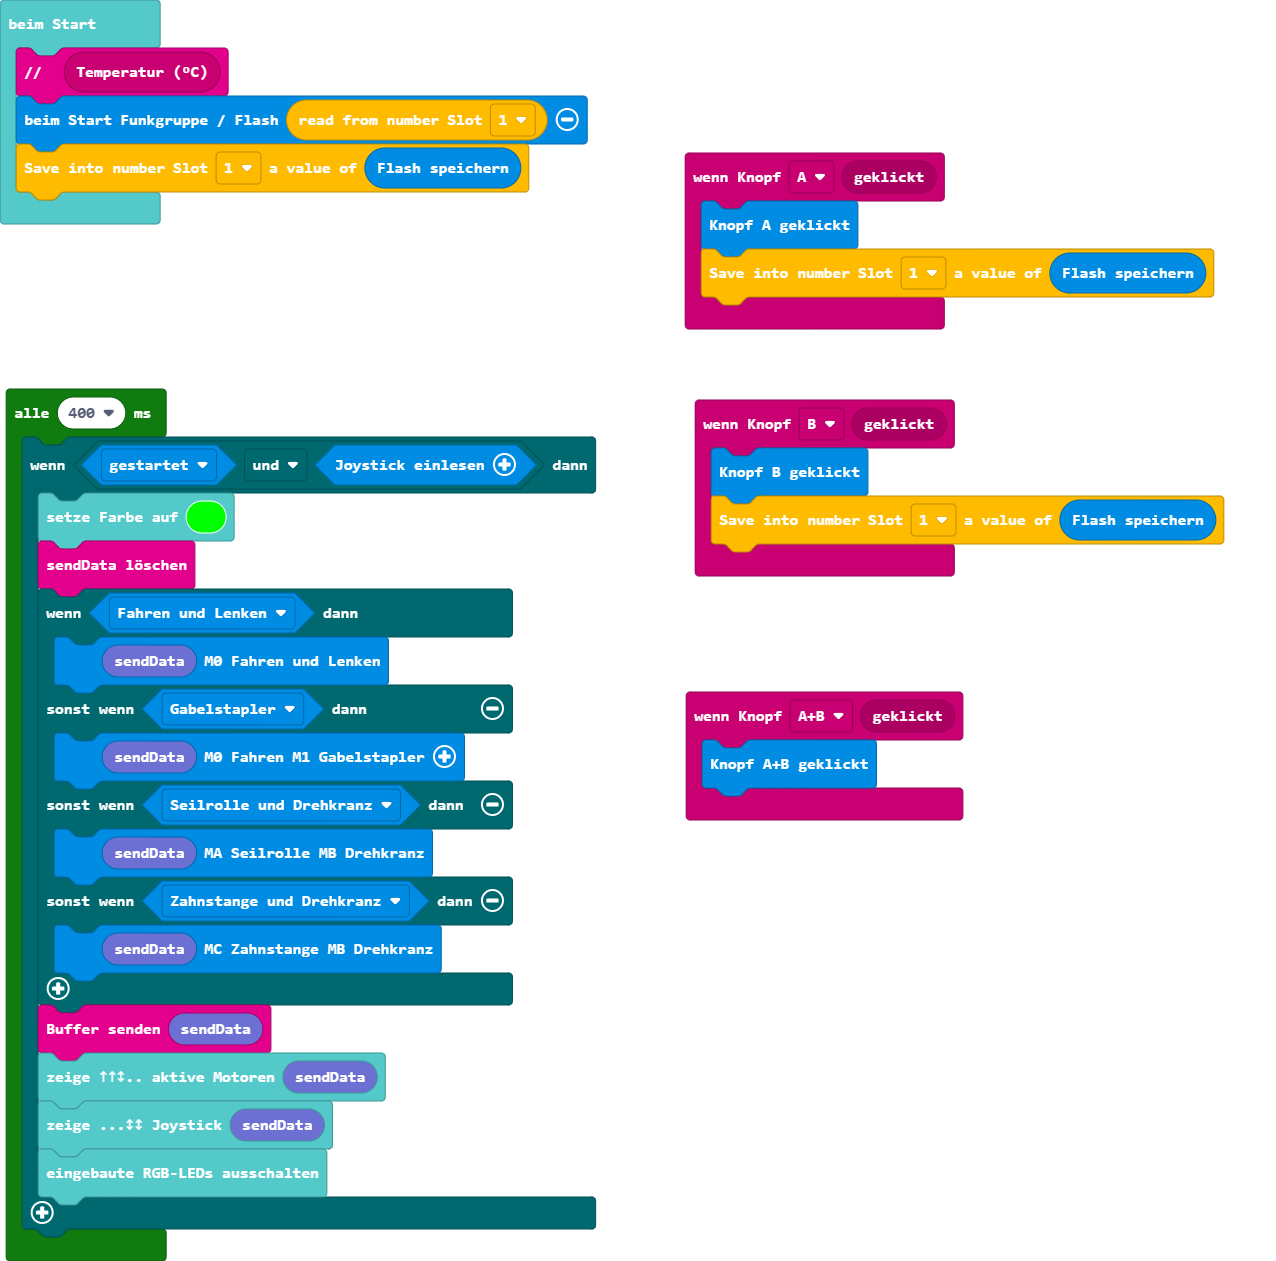 beim Start
// Temperatur (°C)
beim Start Funkgruppe / Flash read from number Slot 1
Save into number Slot 1 a value of Flash speichern
wenn Knopf A geklickt
Knopf A geklickt
Save into number Slot 1 a value of Flash speichern
alle 400 ms
wenn gestartet und Joystick einlesen dann
setze Farbe auf
sendData löschen
wenn Fahren und Lenken dann
sendData M0 Fahren und Lenken
sonst wenn Gabelstapler dann
sendData M0 Fahren M1 Gabelstapler
sonst wenn Seilrolle und Drehkranz dann
sendData MA Seilrolle MB Drehkranz
sonst wenn Zahnstange und Drehkranz dann
sendData MC Zahnstange MB Drehkranz
Buffer senden sendData
zeige ↑↑↕.. aktive Motoren sendData
zeige ...↕↕ Joystick sendData
eingebaute RGB-LEDs ausschalten
wenn Knopf B geklickt
Knopf B geklickt
Save into number Slot 1 a value of Flash speichern
wenn Knopf A+B geklickt
Knopf A+B geklickt